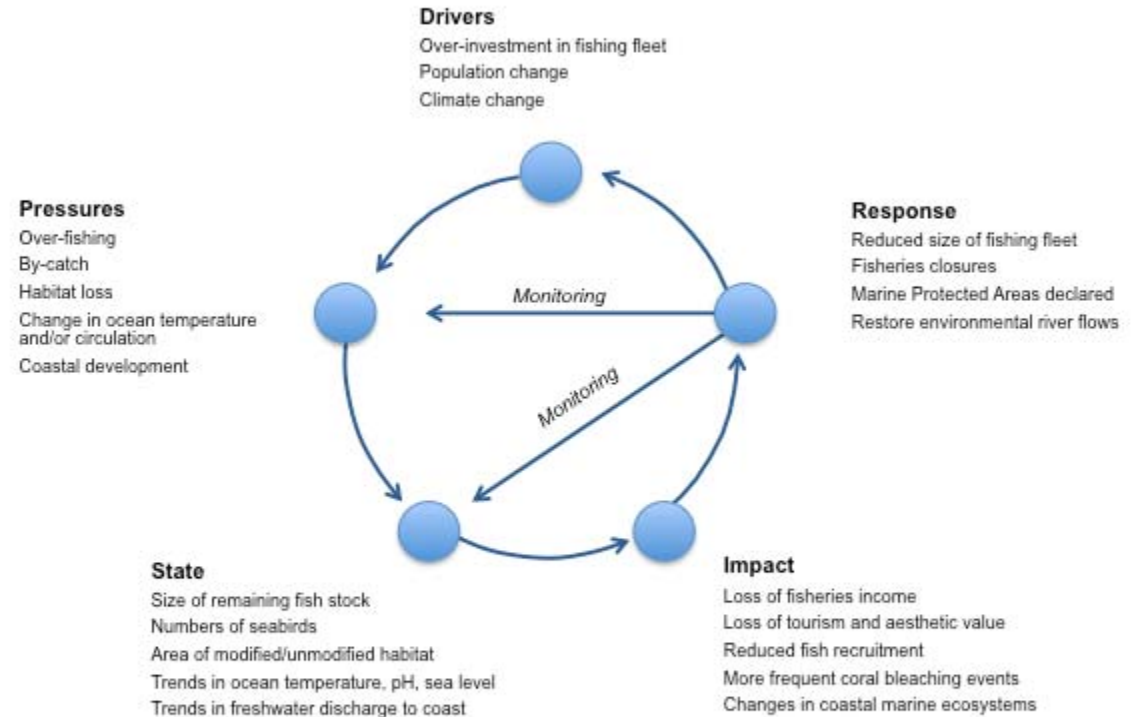 Drivers
Over-investment in fishing fleet
Population change
Climate change
Pressures
Over-fishing
By-catch
Habitat loss
Change in ocean temperature
and/or circulation
Coastal development
Response
Reduced size of fishing fleet
Fisheries closures
Marine Protected Areas declared
Restore environmental river flows
Monitoring
Monitoring
State
Size of remaining fish stock
Numbers of seabirds
Area of modified/unmodified habitat
Trends in ocean temperature, pH, sea level
Trends in freshwater discharge to coast
Impact
Loss of fisheries income
Loss of tourism and aesthetic value
Reduced fish recruitment
More frequent coral bleaching events
Changes in coastal marine ecosystems